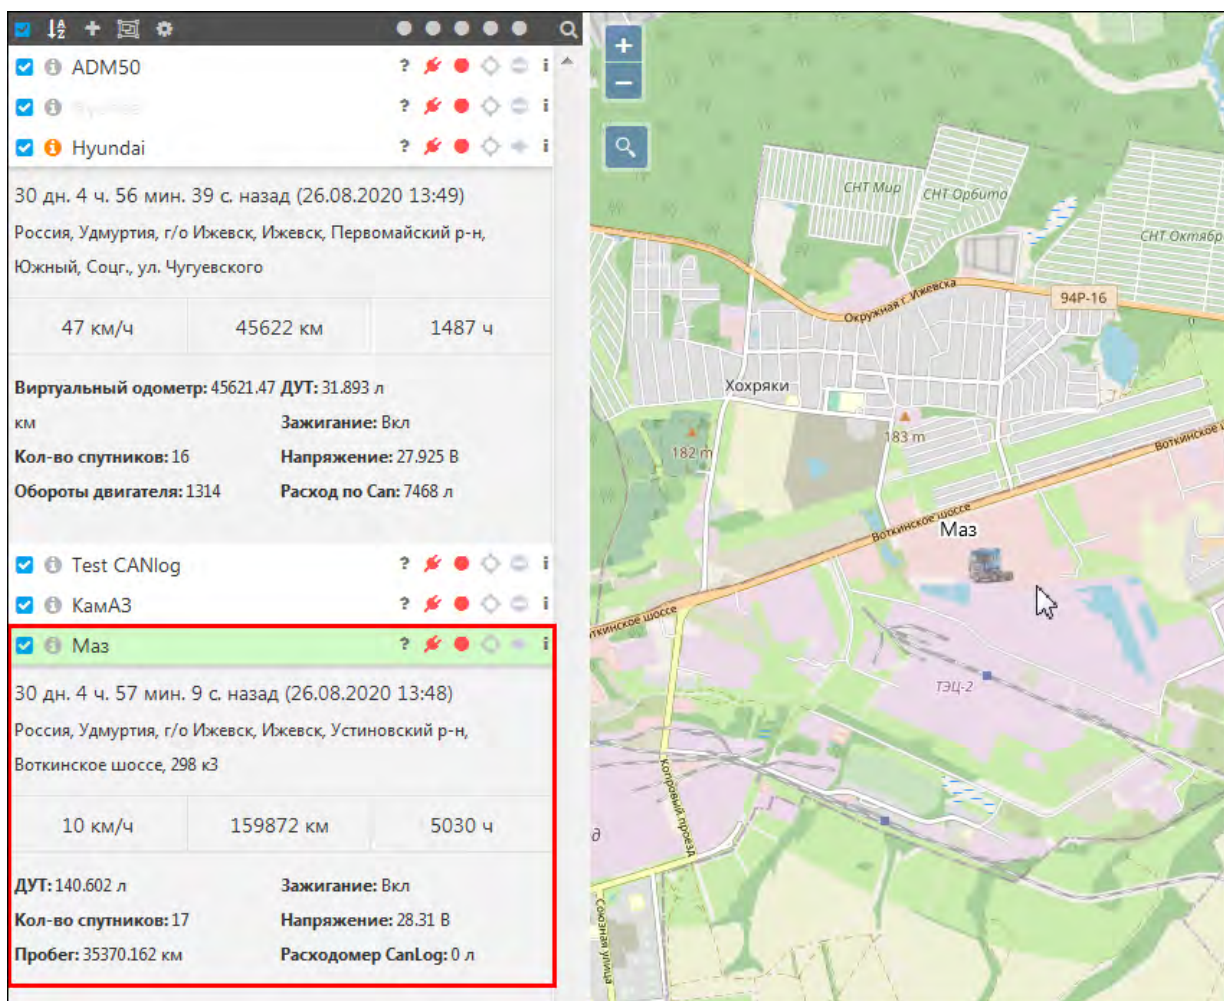 ADM50
Hyundai
30 дн. 4 ч. 56 мин. 39 с. назад (26.08.2020 13:49)
Россия, Удмуртия, г/о Ижевск, Ижевск, Первомайский р-н,
Южный, Соцг., ул. Чугуевского
47 км/ч 45622 км 1487 ч
Виртуальный одометр: 45621.47 ДУТ: 31.893 л
км Зажигание: Вкл
Кол-во спутников: 16 Напряжение: 27.925 В
Обороты двигателя: 1314 Расход по Can: 7468 л
Test CANlog
КамАЗ
Маз
30 дн. 4 ч. 57 мин. 9 с. назад (26.08.2020 13:48)
Россия, Удмуртия, г/о Ижевск, Ижевск, Устиновский р-н,
Воткинское шоссе, 298 к3
10 км/ч 159872 км 5030 ч
ДУТ: 140.602 л Зажигание: Вкл
Кол-во спутников: 17 Напряжение: 28.31 В
Пробег: 35370.162 км Расходомер CanLog: 0 л
СНТ Мир
СНТ Орбита
СНТ Октябр
Окружная г. Ижевска
94Р-16
Хохряки
183 m
182 m
Воткинское
Воткинское шоссе
Маз
ткинское шоссе
ТЭЦ-2
копровый проезд
д
Союзная улица